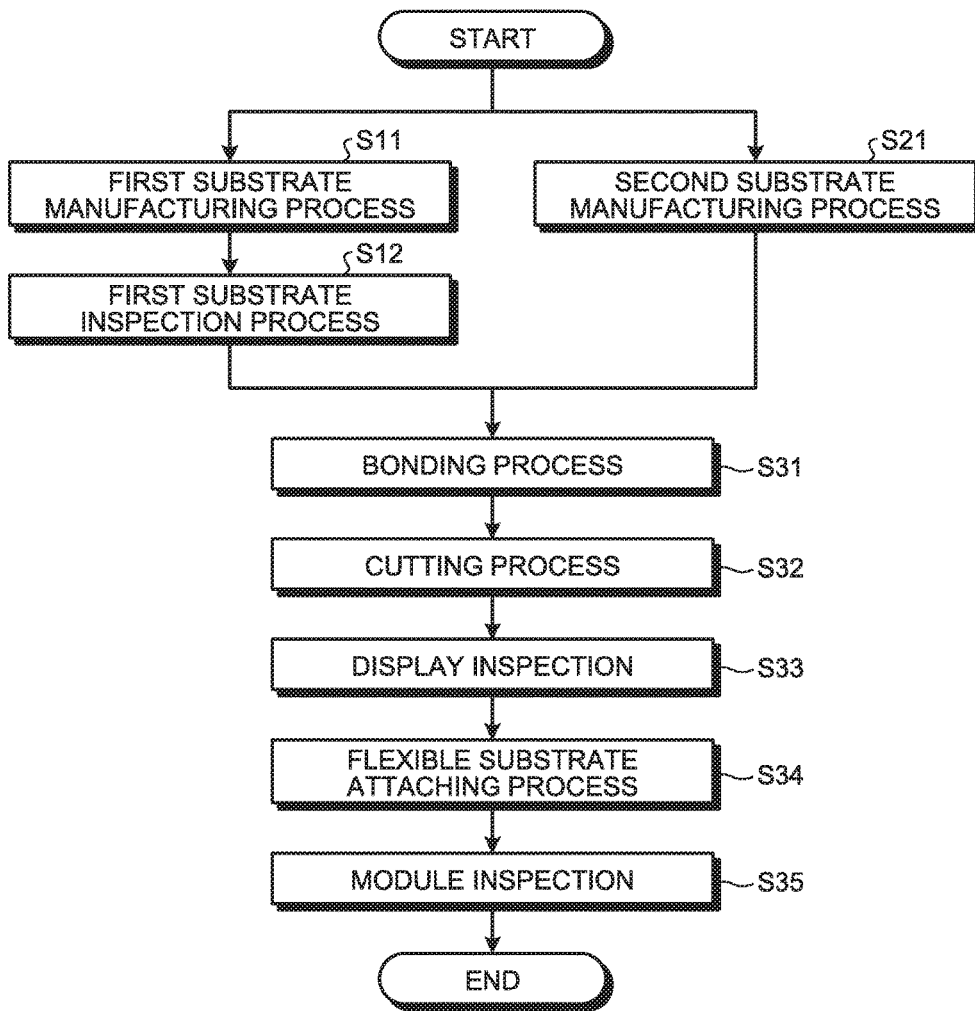 START
S11
FIRST SUBSTRATE
MANUFACTURING PROCESS
S21
SECOND SUBSTRATE
MANUFACTURING PROCESS
S12
FIRST SUBSTRATE
INSPECTION PROCESS
BONDING PROCESS
S31
CUTTING PROCESS
S32
DISPLAY INSPECTION
S33
FLEXIBLE SUBSTRATE
ATTACHING PROCESS
S34
MODULE INSPECTION
S35
END